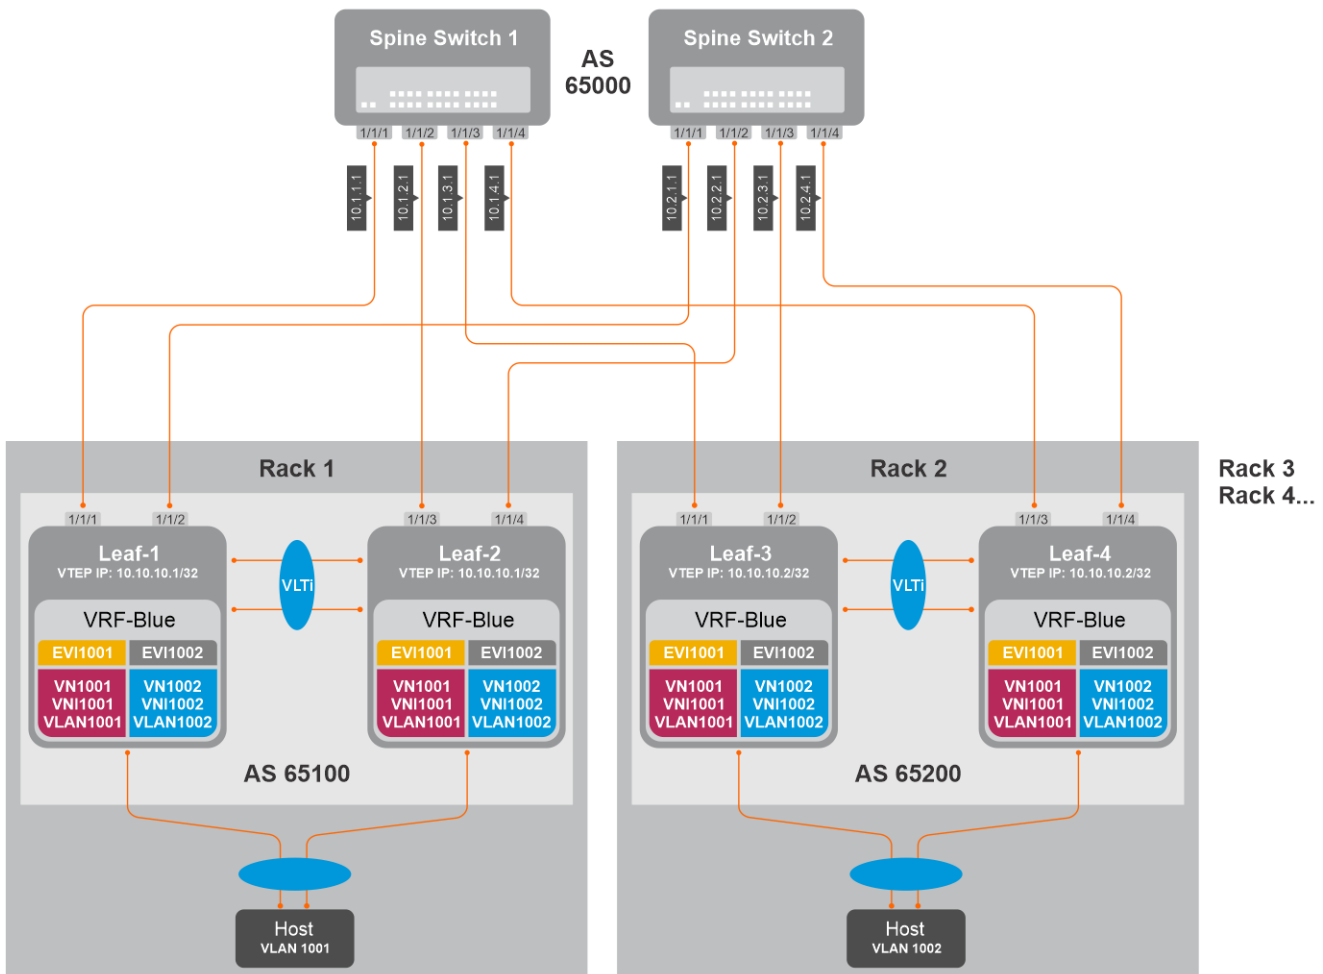 Spine Switch 1
Spine Switch 2
AS
65000
1/1/1
1/1/2
1/1/3
1/1/4
1/1/1
1/1/2
1/1/3
1/1/4
10.1.1.1
10.1.2.1
10.1.3.1
10.1.4.1
10.2.1.1
10.2.2.1
10.2.3.1
10.2.4.1
Rack 1
Rack 2
Rack 3
Rack 4...
1/1/1
1/1/2
1/1/3
1/1/4
1/1/1
1/1/2
1/1/3
1/1/4
Leaf-1
VTEP IP: 10.10.10.1/32
VRF-Blue
EVI1001
EVI1002
VN1001
VNI1001
VLAN1001
VN1002
VNI1002
VLAN1002
VLTi
Leaf-2
VTEP IP: 10.10.10.1/32
VRF-Blue
EVI1001
EVI1002
VN1001
VNI1001
VLAN1001
VN1002
VNI1002
VLAN1002
Leaf-3
VTEP IP: 10.10.10.2/32
VRF-Blue
EVI1001
EVI1002
VN1001
VNI1001
VLAN1001
VN1002
VNI1002
VLAN1002
VLTi
Leaf-4
VTEP IP: 10.10.10.2/32
VRF-Blue
EVI1001
EVI1002
VN1001
VNI1001
VLAN1001
VN1002
VNI1002
VLAN1002
AS 65100
AS 65200
Host
VLAN 1001
Host
VLAN 1002